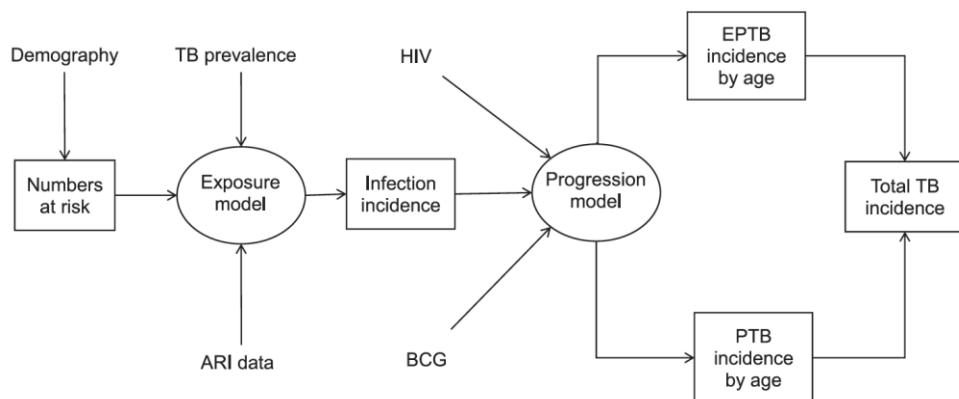 Demography
TB prevalence
HIV
EPTB
incidence
by age
Numbers
at risk
Exposure
model
Infection
incidence
Progression
model
Total TB
incidence
ARI data
BCG
PTB
incidence
by age